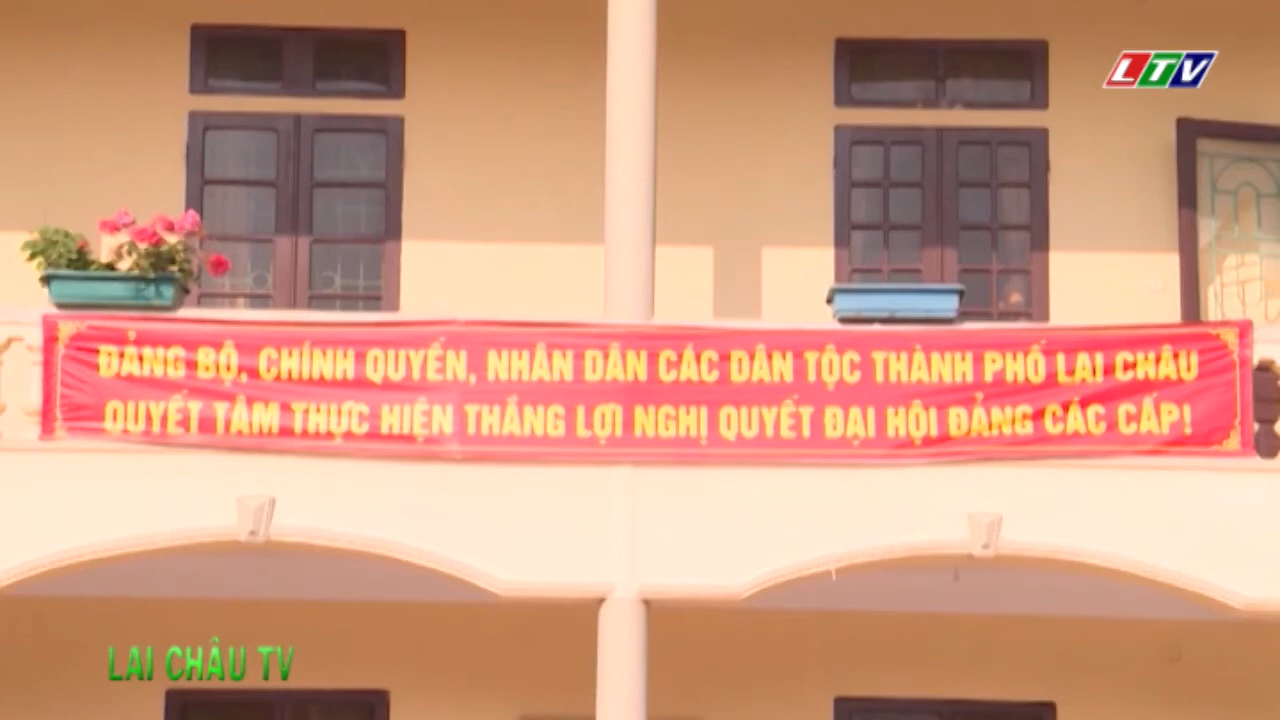 LTV
ĐẢNG BỘ, CHÍNH QUYỀN, NHÂN DÂN CÁC DÂN TỘC THÀNH PHỐ LAI CHÂU
QUYẾT TÂM THỰC HIỆN THẮNG LỢI NGHỊ QUYẾT ĐẠI HỘI ĐẢNG CÁC CẤP!
LAI CHÂU TV